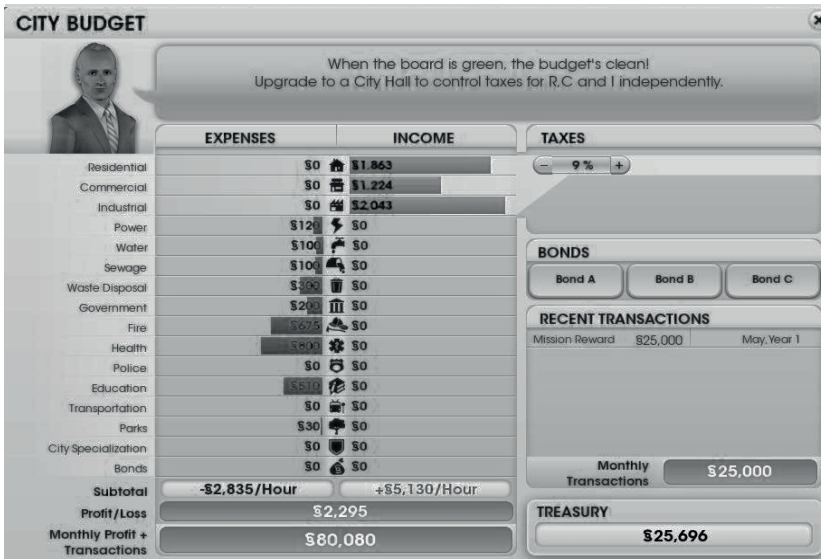 CITY BUDGET
When the board is green, the budget's clean!
Upgrade to a City Hall to control taxes for R,C and I independently.
EXPENSES INCOME TAXES
Residential §0 §1,863 9%
Commercial §0 §1,224
Industrial §0 §2,043
Power §120 §0
Water §100 §0
Sewage §100 §0
Waste Disposal §300 §0
Government §200 §0
Fire §675 §0
Health §800 §0
Police §0 §0
Education §510 §0
Transportation §0 §0
Parks §30 §0
City Specialization §0 §0
Bonds §0 §0
Subtotal -§2,835/Hour +§5,130/Hour
Profit/Loss §2,295
Monthly Profit +
Transactions §80,080
BONDS
Bond A Bond B Bond C
RECENT TRANSACTIONS
Mission Reward §25,000 May, Year 1
Monthly
Transactions §25,000
TREASURY
§25,696